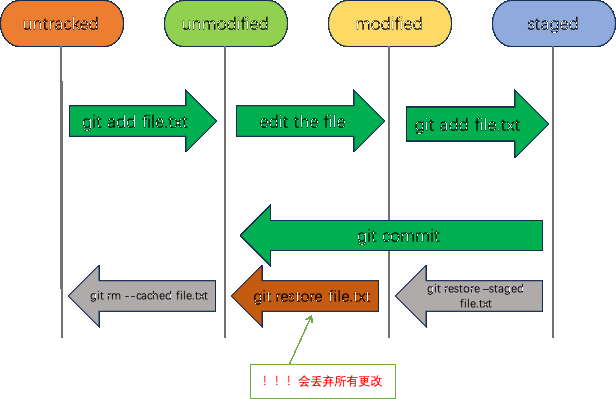 untracked
unmodified
modified
staged
git add file.txt
edit the file
git add file.txt
git commit
git rm --cached file.txt
git restore file.txt
git restore –staged
file.txt
！！！会丢弃所有更改